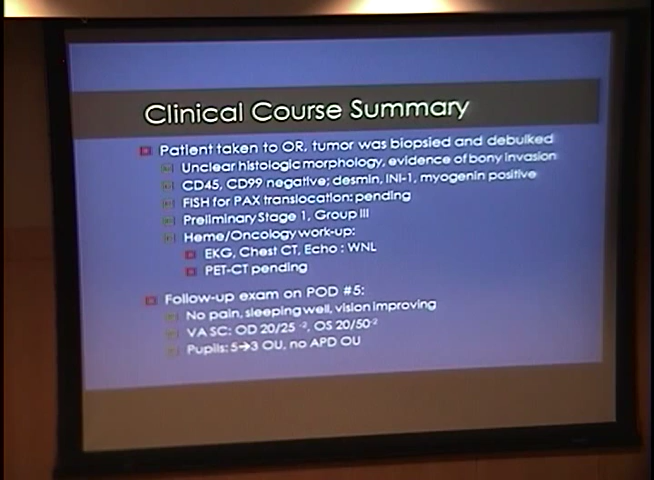 Clinical Course Summary
Patient taken to OR, tumor was biopsied and debulked
Unclear histologic morphology, evidence of bony invasion
CD45, CD99 negative; desmin, INI-1, myogenin positive
FISH for PAX translocation: pending
Preliminary Stage 1, Group III
Heme/Oncology work-up:
EKG, Chest CT, Echo : WNL
PET-CT pending
Follow-up exam on POD #5:
No pain, sleeping well, vision improving
VA SC: OD 20/25 -2, OS 20/50-2
Pupils: 5→3 OU, no APD OU